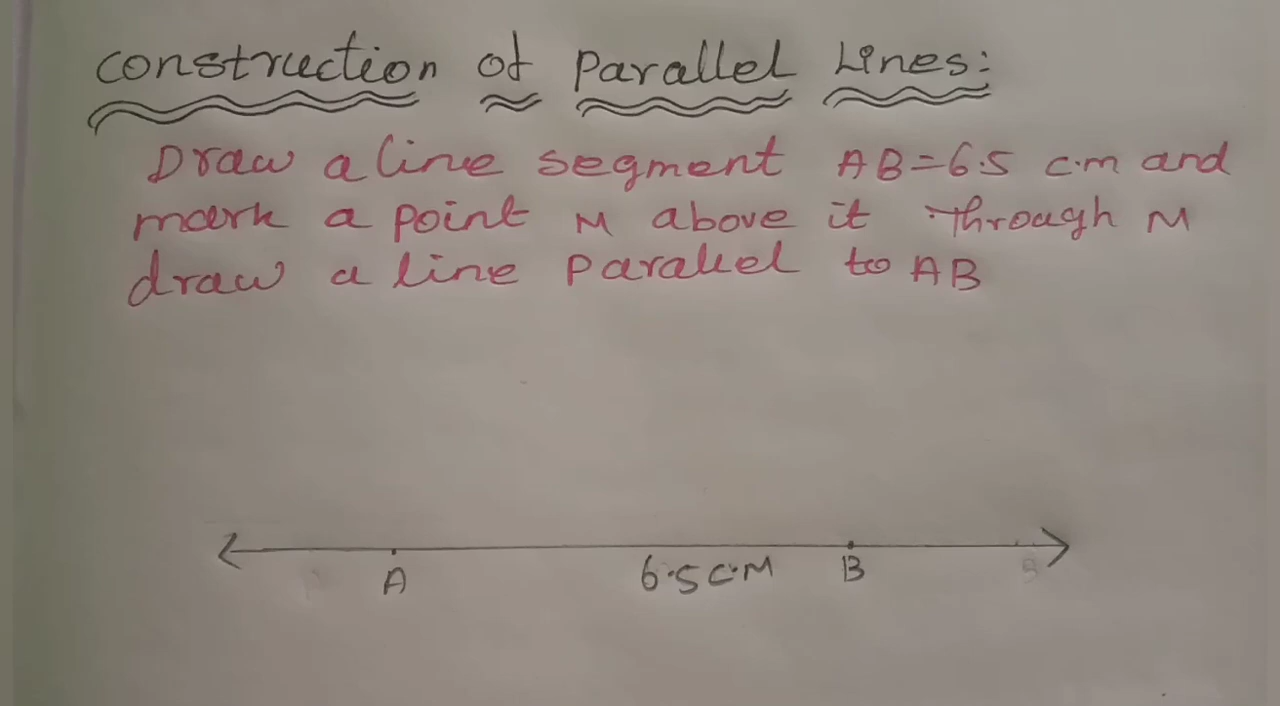 construction of parallel Lines:
Draw a line segment AB=6.5 c.m and
mark a point M above it Through M
draw a line parallel to AB
A 6.5 C.M B